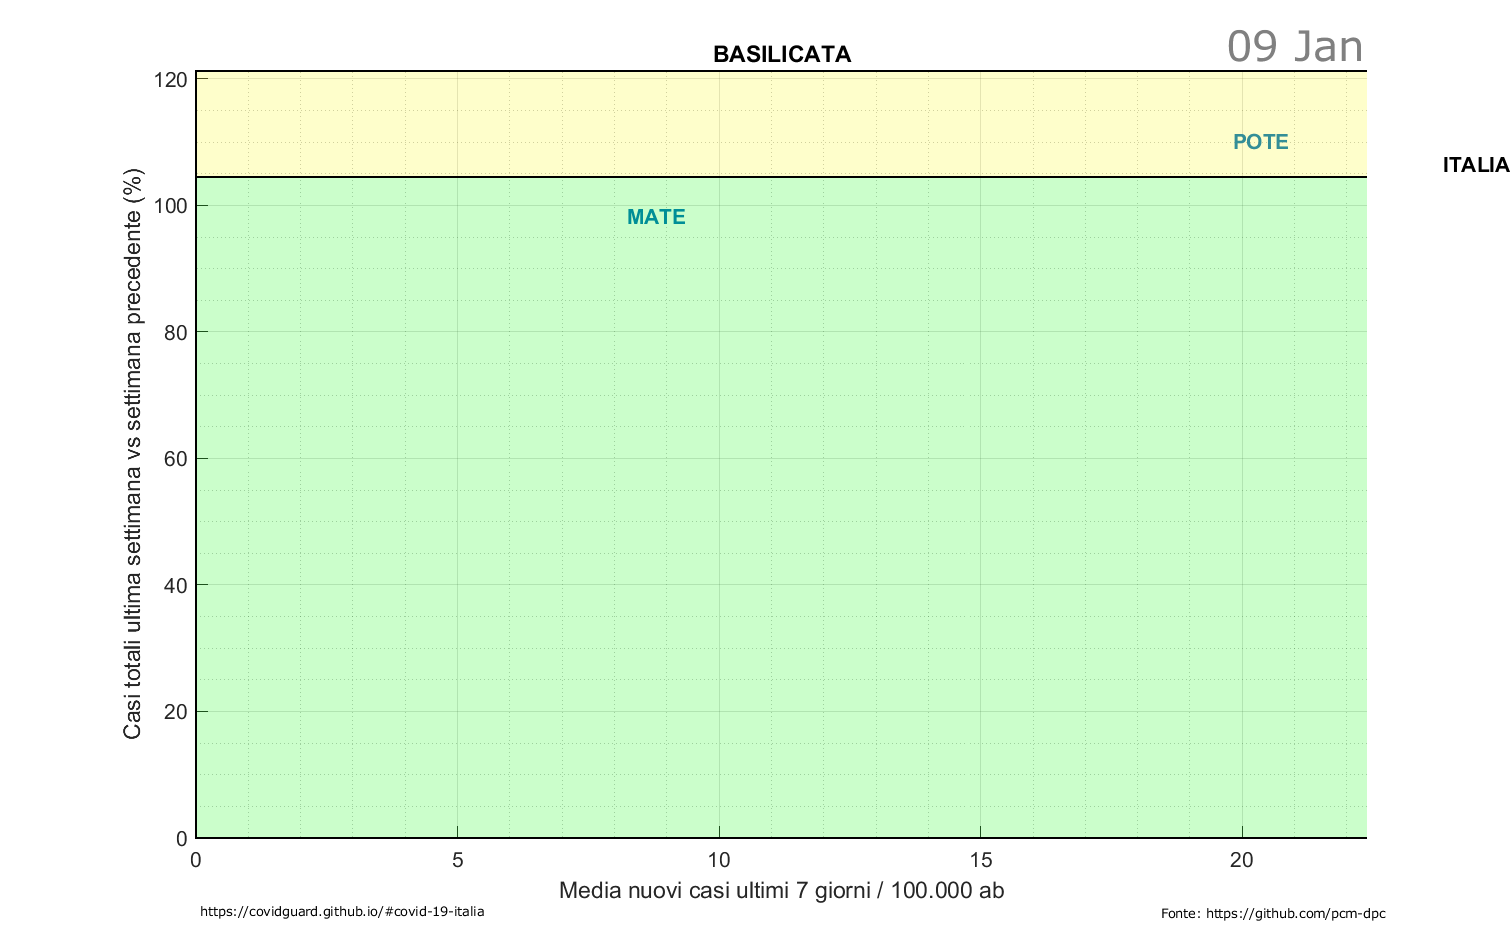 BASILICATA
09 Jan
120
100
80
60
40
20
0
Casi totali ultima settimana vs settimana precedente (%)
POTE
ITALIA
MATE
0 5 10 15 20
Media nuovi casi ultimi 7 giorni / 100.000 ab
https://covidguard.github.io/#covid-19-italia
Fonte: https://github.com/pcm-dpc